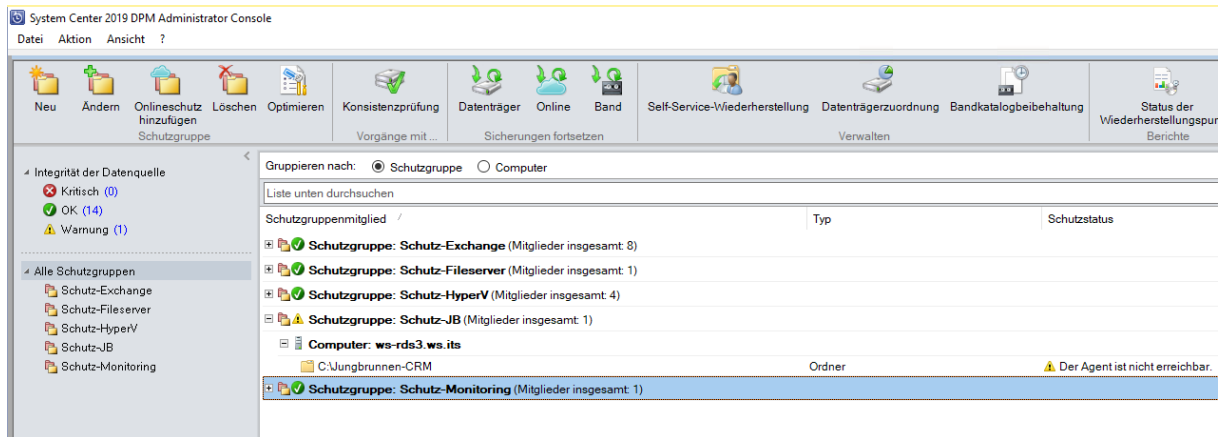 System Center 2019 DPM Administrator Console
Datei Aktion Ansicht ?
Neu Ändern Onlineschutz hinzufügen Löschen Optimieren Konsistenzprüfung Datenträger Online Band Self-Service-Wiederherstellung Datenträgerzuordnung Bandkatalogbeibehaltung Status der Wiederherstellungspun
Schutzgruppe Vorgänge mit ... Sicherungen fortsetzen Verwalten Berichte
Integrität der Datenquelle
Kritisch (0)
OK (14)
Warnung (1)
Alle Schutzgruppen
Schutz-Exchange
Schutz-Fileserver
Schutz-HyperV
Schutz-JB
Schutz-Monitoring
Gruppieren nach: Schutzgruppe Computer
Liste unten durchsuchen
Schutzgruppenmitglied Typ Schutzstatus
Schutzgruppe: Schutz-Exchange (Mitglieder insgesamt: 8)
Schutzgruppe: Schutz-Fileserver (Mitglieder insgesamt: 1)
Schutzgruppe: Schutz-HyperV (Mitglieder insgesamt: 4)
Schutzgruppe: Schutz-JB (Mitglieder insgesamt: 1)
Computer: ws-rds3.ws.its
C:\Jungbrunnen-CRM Ordner Der Agent ist nicht erreichbar.
Schutzgruppe: Schutz-Monitoring (Mitglieder insgesamt: 1)